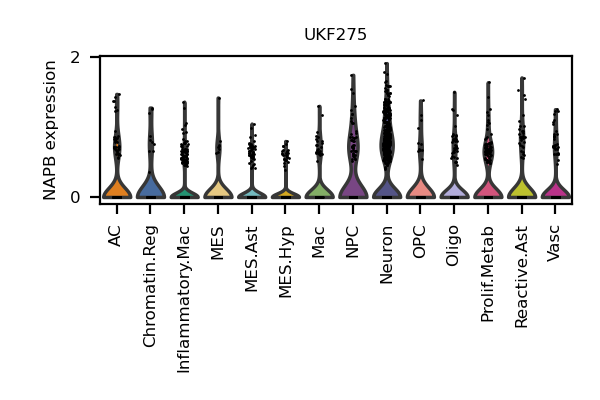 UKF275
NAPB expression
2
0
AC
Chromatin.Reg
Inflammatory.Mac
MES
MES.Ast
MES.Hyp
Mac
NPC
Neuron
OPC
Oligo
Prolif.Metab
Reactive.Ast
Vasc